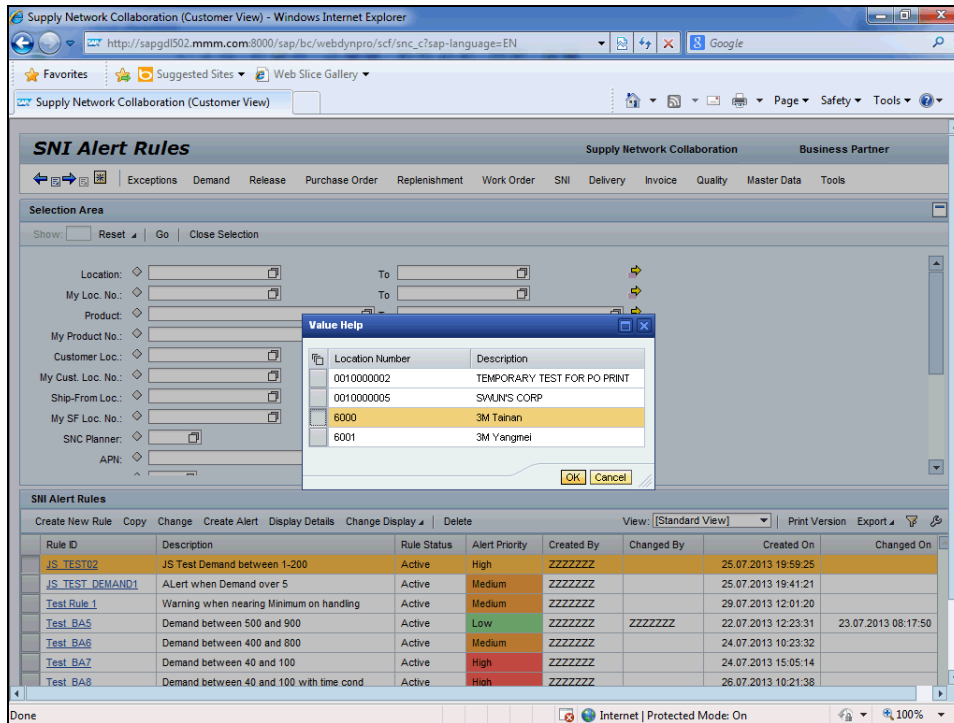 Supply Network Collaboration (Customer View) - Windows Internet Explorer
http://sapgdl502.mmm.com:8000/sap/bc/webdynpro/scf/snc_c?sap-language=EN
Google
Favorites Suggested Sites Web Slice Gallery
Supply Network Collaboration (Customer View) Page Safety Tools
SNI Alert Rules Supply Network Collaboration Business Partner
Exceptions Demand Release Purchase Order Replenishment Work Order SNI Delivery Invoice Quality Master Data Tools
Selection Area
Show: Reset Go Close Selection
Location: To
My Loc. No.: To
Product:
My Product No.:
Customer Loc.:
My Cust. Loc. No.:
Ship-From Loc.:
My SF Loc. No.:
SNC Planner:
APN:
Value Help
Location Number Description
0010000002 TEMPORARY TEST FOR PO PRINT
0010000005 SWUN'S CORP
6000 3M Tainan
6001 3M Yangmei
OK Cancel
SNI Alert Rules
Create New Rule Copy Change Create Alert Display Details Change Display Delete View: [Standard View] Print Version Export
Rule ID Description Rule Status Alert Priority Created By Changed By Created On Changed On
JS_TEST02 JS Test Demand between 1-200 Active High ZZZZZZZ 25.07.2013 19:59:25
JS_TEST_DEMAND1 ALert when Demand over 5 Active Medium ZZZZZZZ 25.07.2013 19:41:21
Test Rule 1 Warning when nearing Minimum on handling Active Medium ZZZZZZZ 29.07.2013 12:01:20
Test_BA5 Demand between 500 and 900 Active Low ZZZZZZZ ZZZZZZZ 22.07.2013 12:23:31 23.07.2013 08:17:50
Test_BA6 Demand between 400 and 800 Active Medium ZZZZZZZ 24.07.2013 10:23:32
Test_BA7 Demand between 40 and 100 Active High ZZZZZZZ 24.07.2013 15:05:14
Test_BA8 Demand between 40 and 100 with time cond Active High ZZZZZZZ 26.07.2013 10:21:38
Done Internet | Protected Mode: On 100%